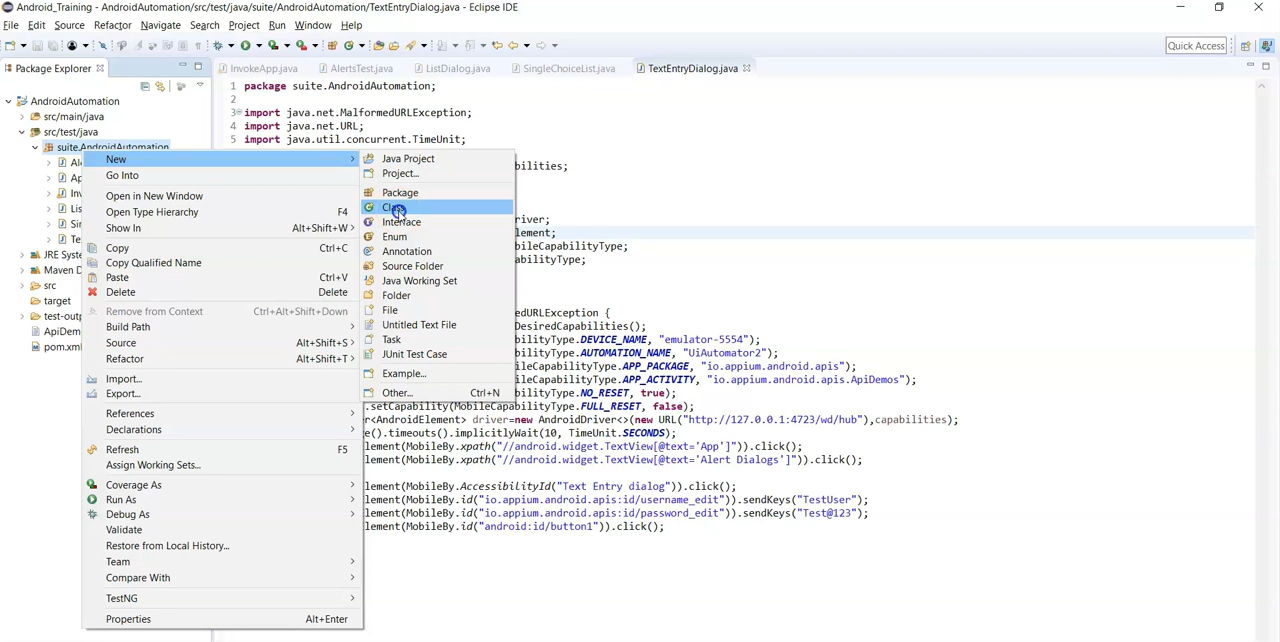 Android_Training - AndroidAutomation/src/test/java/suite/AndroidAutomation/TextEntryDialog.java - Eclipse IDE
File Edit Source Refactor Navigate Search Project Run Window Help
Quick Access
Package Explorer
InvokeApp.java AlertsTest.java ListDialog.java SingleChoiceList.java TextEntryDialog.java
AndroidAutomation
src/main/java
src/test/java
suite.AndroidAutomation
Al
Ap
Inv
Lis
Sin
Te
JRE Syste
Maven D
src
target
test-outp
ApiDem
pom.xml
1 package suite.AndroidAutomation;
2
3 import java.net.MalformedURLException;
4 import java.net.URL;
5 import java.util.concurrent.TimeUnit;
bilities;
river;
lement;
bileCapabilityType;
abilityType;
edURLException {
DesiredCapabilities();
bilityType.DEVICE_NAME, "emulator-5554");
bilityType.AUTOMATION_NAME, "UiAutomator2");
ileCapabilityType.APP_PACKAGE, "io.appium.android.apis");
ileCapabilityType.APP_ACTIVITY, "io.appium.android.apis.ApiDemos");
bilityType.NO_RESET, true);
.setCapability(MobileCapabilityType.FULL_RESET, false);
r<AndroidElement> driver=new AndroidDriver<>(new URL("http://127.0.0.1:4723/wd/hub"),capabilities);
e().timeouts().implicitlyWait(10, TimeUnit.SECONDS);
lement(MobileBy.xpath("//android.widget.TextView[@text='App']")).click();
lement(MobileBy.xpath("//android.widget.TextView[@text='Alert Dialogs']")).click();
lement(MobileBy.AccessibilityId("Text Entry dialog")).click();
lement(MobileBy.id("io.appium.android.apis:id/username_edit")).sendKeys("TestUser");
lement(MobileBy.id("io.appium.android.apis:id/password_edit")).sendKeys("Test@123");
lement(MobileBy.id("android:id/button1")).click();
New
Go Into
Open in New Window
Open Type Hierarchy F4
Show In Alt+Shift+W
Copy Ctrl+C
Copy Qualified Name
Paste Ctrl+V
Delete Delete
Remove from Context Ctrl+Alt+Shift+Down
Build Path
Source Alt+Shift+S
Refactor Alt+Shift+T
Import...
Export...
References
Declarations
Refresh F5
Assign Working Sets...
Coverage As
Run As
Debug As
Validate
Restore from Local History...
Team
Compare With
TestNG
Properties Alt+Enter
Java Project
Project...
Package
Class
Interface
Enum
Annotation
Source Folder
Java Working Set
Folder
File
Untitled Text File
Task
JUnit Test Case
Example...
Other... Ctrl+N